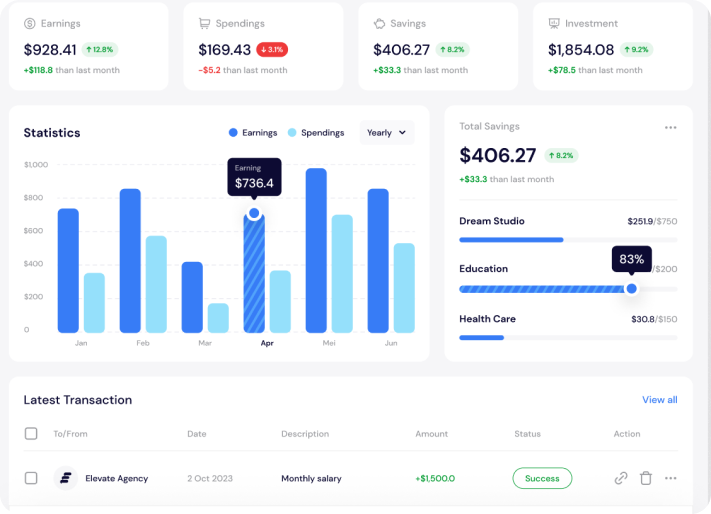 Earnings
$928.41 ↑ 12.8%
+$118.8 than last month
Spendings
$169.43 ↓ 3.1%
-$5.2 than last month
Savings
$406.27 ↑ 8.2%
+$33.3 than last month
Investment
$1,854.08 ↑ 9.2%
+$78.5 than last month
Statistics
Earnings Spendings Yearly
$1,000
$800
$600
$400
$200
0
Earning
$736.4
Jan Feb Mar Apr Mei Jun
Total Savings
$406.27 ↑ 8.2%
+$33.3 than last month
Dream Studio $251.9/$750
83%
Education /$200
Health Care $30.8/$150
Latest Transaction View all
To/From Date Description Amount Status Action
Elevate Agency 2 Oct 2023 Monthly salary +$1,500.0 Success